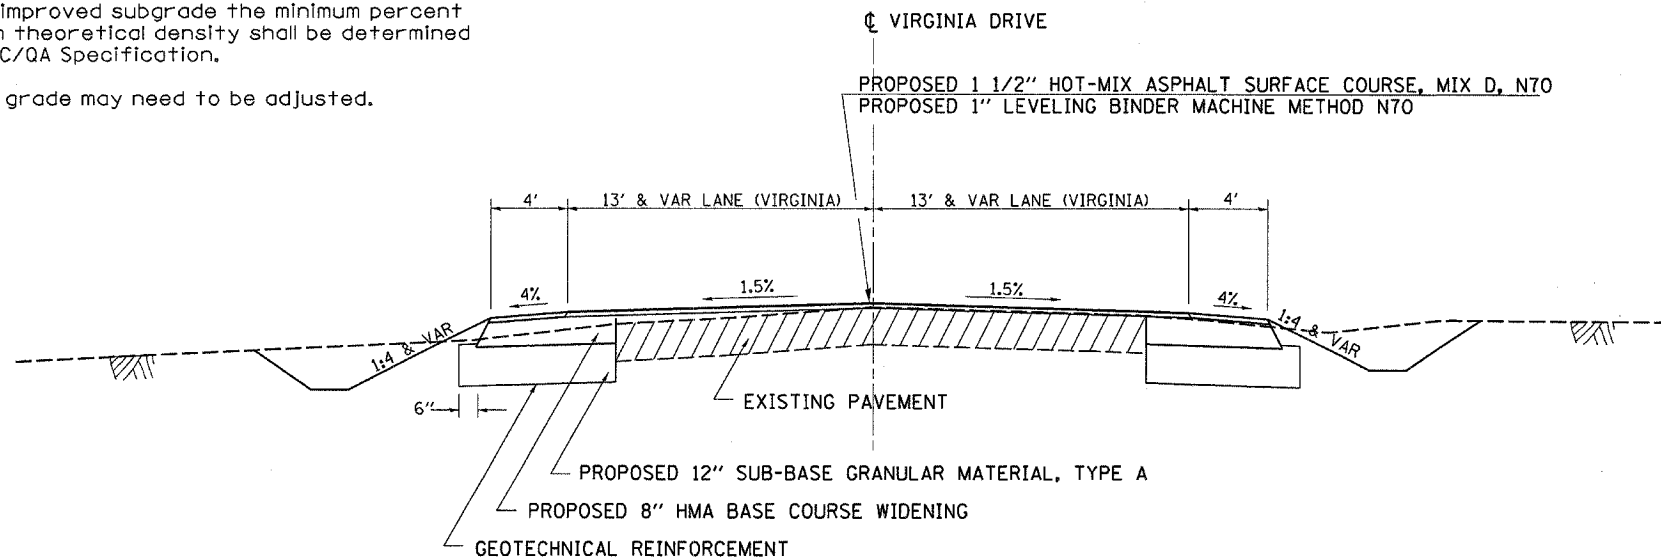 improved subgrade the minimum percent
theoretical density shall be determined
C/QA Specification.
grade may need to be adjusted.
℄ VIRGINIA DRIVE
PROPOSED 1 1/2" HOT-MIX ASPHALT SURFACE COURSE, MIX D, N70
PROPOSED 1" LEVELING BINDER MACHINE METHOD N70
4' 13' & VAR LANE (VIRGINIA) 13' & VAR LANE (VIRGINIA) 4'
4% 1.5% 1.5% 4%
1:4 & VAR 1:4 & VAR
6"
EXISTING PAVEMENT
PROPOSED 12" SUB-BASE GRANULAR MATERIAL, TYPE A
PROPOSED 8" HMA BASE COURSE WIDENING
GEOTECHNICAL REINFORCEMENT